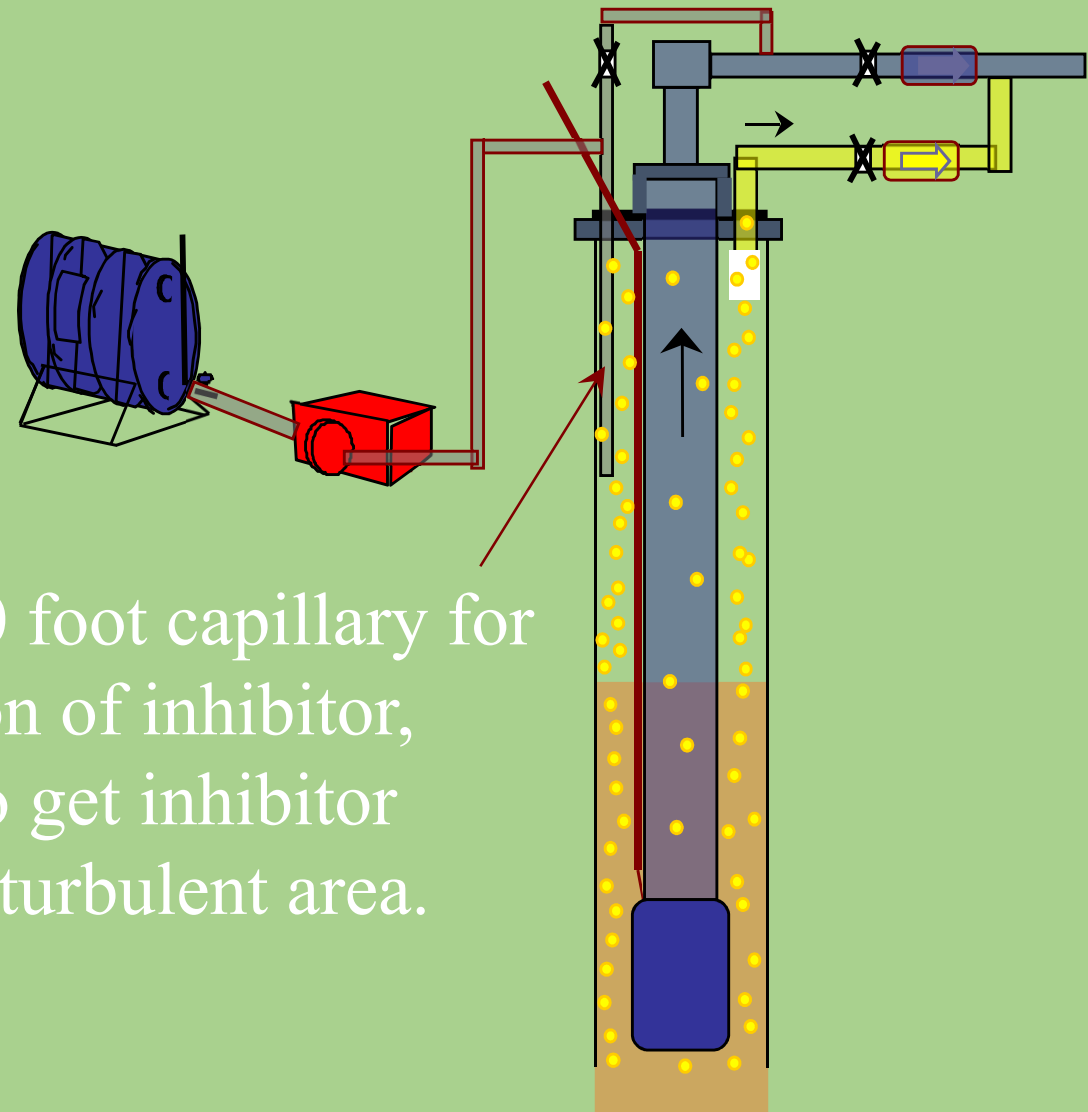 foot capillary for
of inhibitor,
get inhibitor
turbulent area.